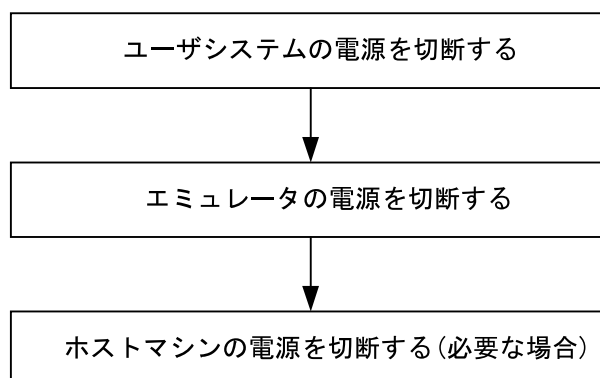 ユーザシステムの電源を切断する
エミュレータの電源を切断する
ホストマシンの電源を切断する(必要な場合)